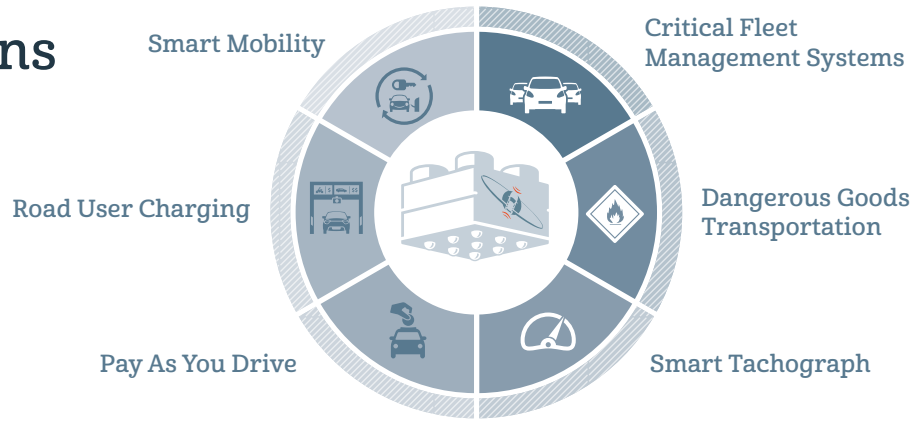 ns
Smart Mobility
Critical Fleet
Management Systems
Road User Charging
Dangerous Goods
Transportation
Pay As You Drive
Smart Tachograph